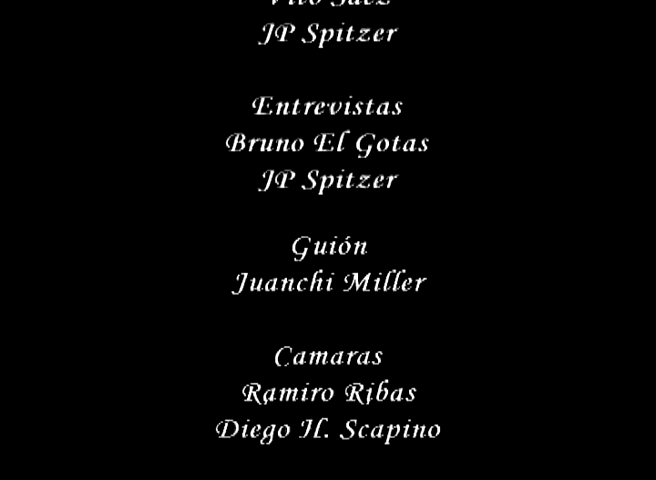 JP Spitzer
Entrevistas
Bruno El Gotas
JP Spitzer
Guión
Juanchi Miller
Camaras
Ramiro Ribas
Diego H. Scapino